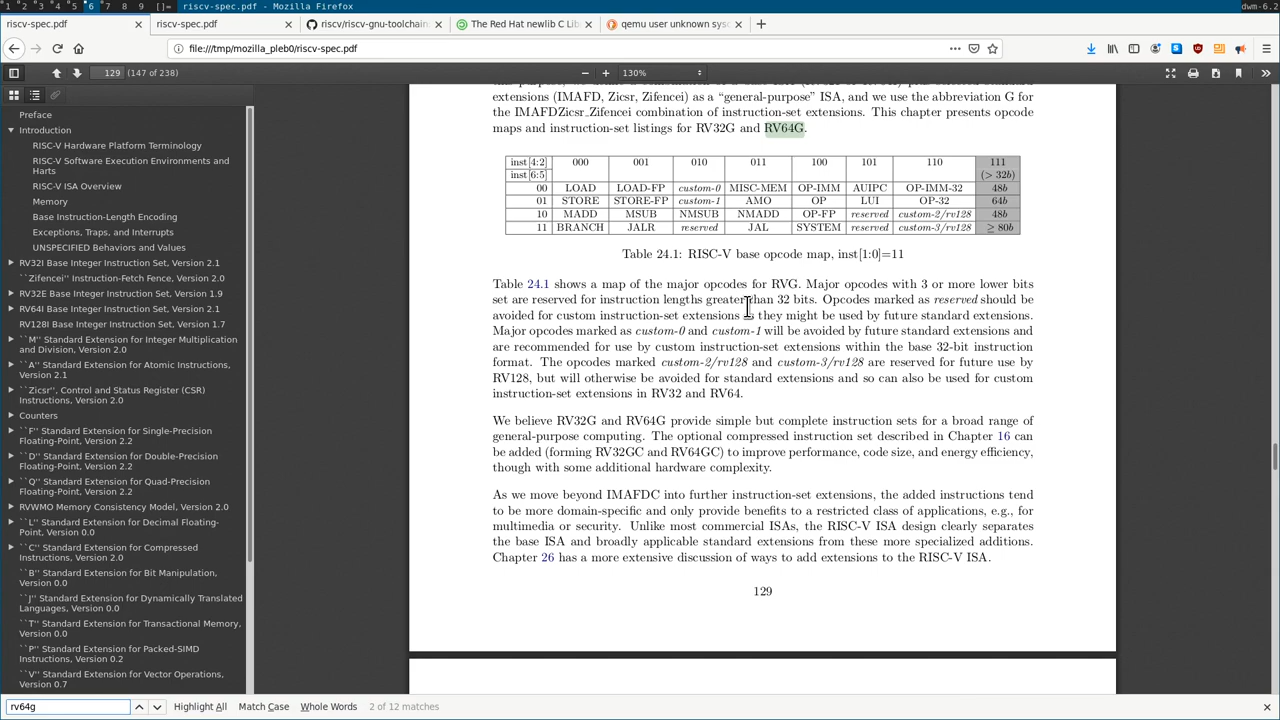 1 2 3 4 5 6 7 8 9 []= riscv-spec.pdf - Mozilla Firefox dwm-6.2
riscv-spec.pdf × riscv-spec.pdf × riscv/riscv-gnu-toolchain: × The Red Hat newlib C Lib × qemu user unknown sys × +
file:///tmp/mozilla_pleb0/riscv-spec.pdf
129 (147 of 238) 130%
Preface
Introduction
RISC-V Hardware Platform Terminology
RISC-V Software Execution Environments and
Harts
RISC-V ISA Overview
Memory
Base Instruction-Length Encoding
Exceptions, Traps, and Interrupts
UNSPECIFIED Behaviors and Values
RV32I Base Integer Instruction Set, Version 2.1
``Zifencei'' Instruction-Fetch Fence, Version 2.0
RV32E Base Integer Instruction Set, Version 1.9
RV64I Base Integer Instruction Set, Version 2.1
RV128I Base Integer Instruction Set, Version 1.7
``M'' Standard Extension for Integer Multiplication
and Division, Version 2.0
``A'' Standard Extension for Atomic Instructions,
Version 2.1
``Zicsr'', Control and Status Register (CSR)
Instructions, Version 2.0
Counters
``F'' Standard Extension for Single-Precision
Floating-Point, Version 2.2
``D'' Standard Extension for Double-Precision
Floating-Point, Version 2.2
``Q'' Standard Extension for Quad-Precision
Floating-Point, Version 2.2
RVWMO Memory Consistency Model, Version 2.0
``L'' Standard Extension for Decimal Floating-
Point, Version 0.0
``C'' Standard Extension for Compressed
Instructions, Version 2.0
``B'' Standard Extension for Bit Manipulation,
Version 0.0
``J'' Standard Extension for Dynamically Translated
Languages, Version 0.0
``T'' Standard Extension for Transactional Memory,
Version 0.0
``P'' Standard Extension for Packed-SIMD
Instructions, Version 0.2
``V'' Standard Extension for Vector Operations,
Version 0.7
extensions (IMAFD, Zicsr, Zifencei) as a “general-purpose” ISA, and we use the abbreviation G for
the IMAFDZicsr_Zifencei combination of instruction-set extensions. This chapter presents opcode
maps and instruction-set listings for RV32G and RV64G.
inst[4:2] 000 001 010 011 100 101 110 111
inst[6:5] (> 32b)
00 LOAD LOAD-FP custom-0 MISC-MEM OP-IMM AUIPC OP-IMM-32 48b
01 STORE STORE-FP custom-1 AMO OP LUI OP-32 64b
10 MADD MSUB NMSUB NMADD OP-FP reserved custom-2/rv128 48b
11 BRANCH JALR reserved JAL SYSTEM reserved custom-3/rv128 ≥ 80b
Table 24.1: RISC-V base opcode map, inst[1:0]=11
Table 24.1 shows a map of the major opcodes for RVG. Major opcodes with 3 or more lower bits
set are reserved for instruction lengths greater than 32 bits. Opcodes marked as reserved should be
avoided for custom instruction-set extensions as they might be used by future standard extensions.
Major opcodes marked as custom-0 and custom-1 will be avoided by future standard extensions and
are recommended for use by custom instruction-set extensions within the base 32-bit instruction
format. The opcodes marked custom-2/rv128 and custom-3/rv128 are reserved for future use by
RV128, but will otherwise be avoided for standard extensions and so can also be used for custom
instruction-set extensions in RV32 and RV64.
We believe RV32G and RV64G provide simple but complete instruction sets for a broad range of
general-purpose computing. The optional compressed instruction set described in Chapter 16 can
be added (forming RV32GC and RV64GC) to improve performance, code size, and energy efficiency,
though with some additional hardware complexity.
As we move beyond IMAFDC into further instruction-set extensions, the added instructions tend
to be more domain-specific and only provide benefits to a restricted class of applications, e.g., for
multimedia or security. Unlike most commercial ISAs, the RISC-V ISA design clearly separates
the base ISA and broadly applicable standard extensions from these more specialized additions.
Chapter 26 has a more extensive discussion of ways to add extensions to the RISC-V ISA.
129
rv64g Highlight All Match Case Whole Words 2 of 12 matches